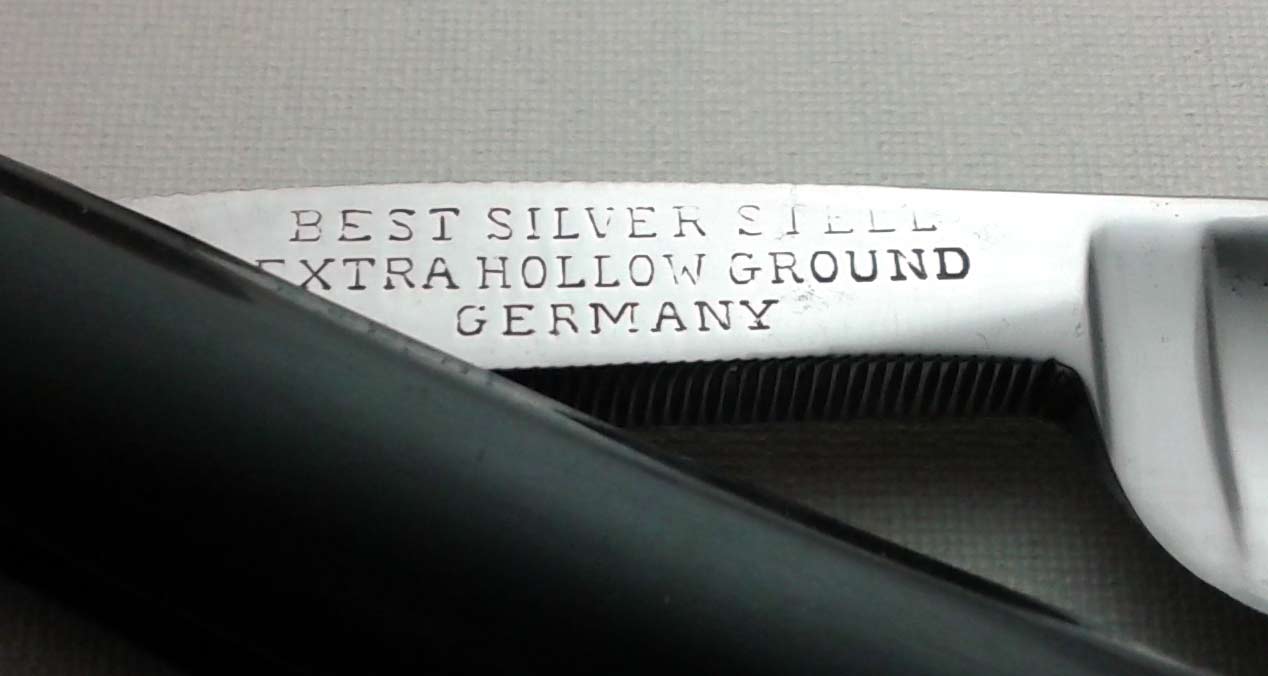 BEST SILVER STEEL
EXTRA HOLLOW GROUND
GERMANY